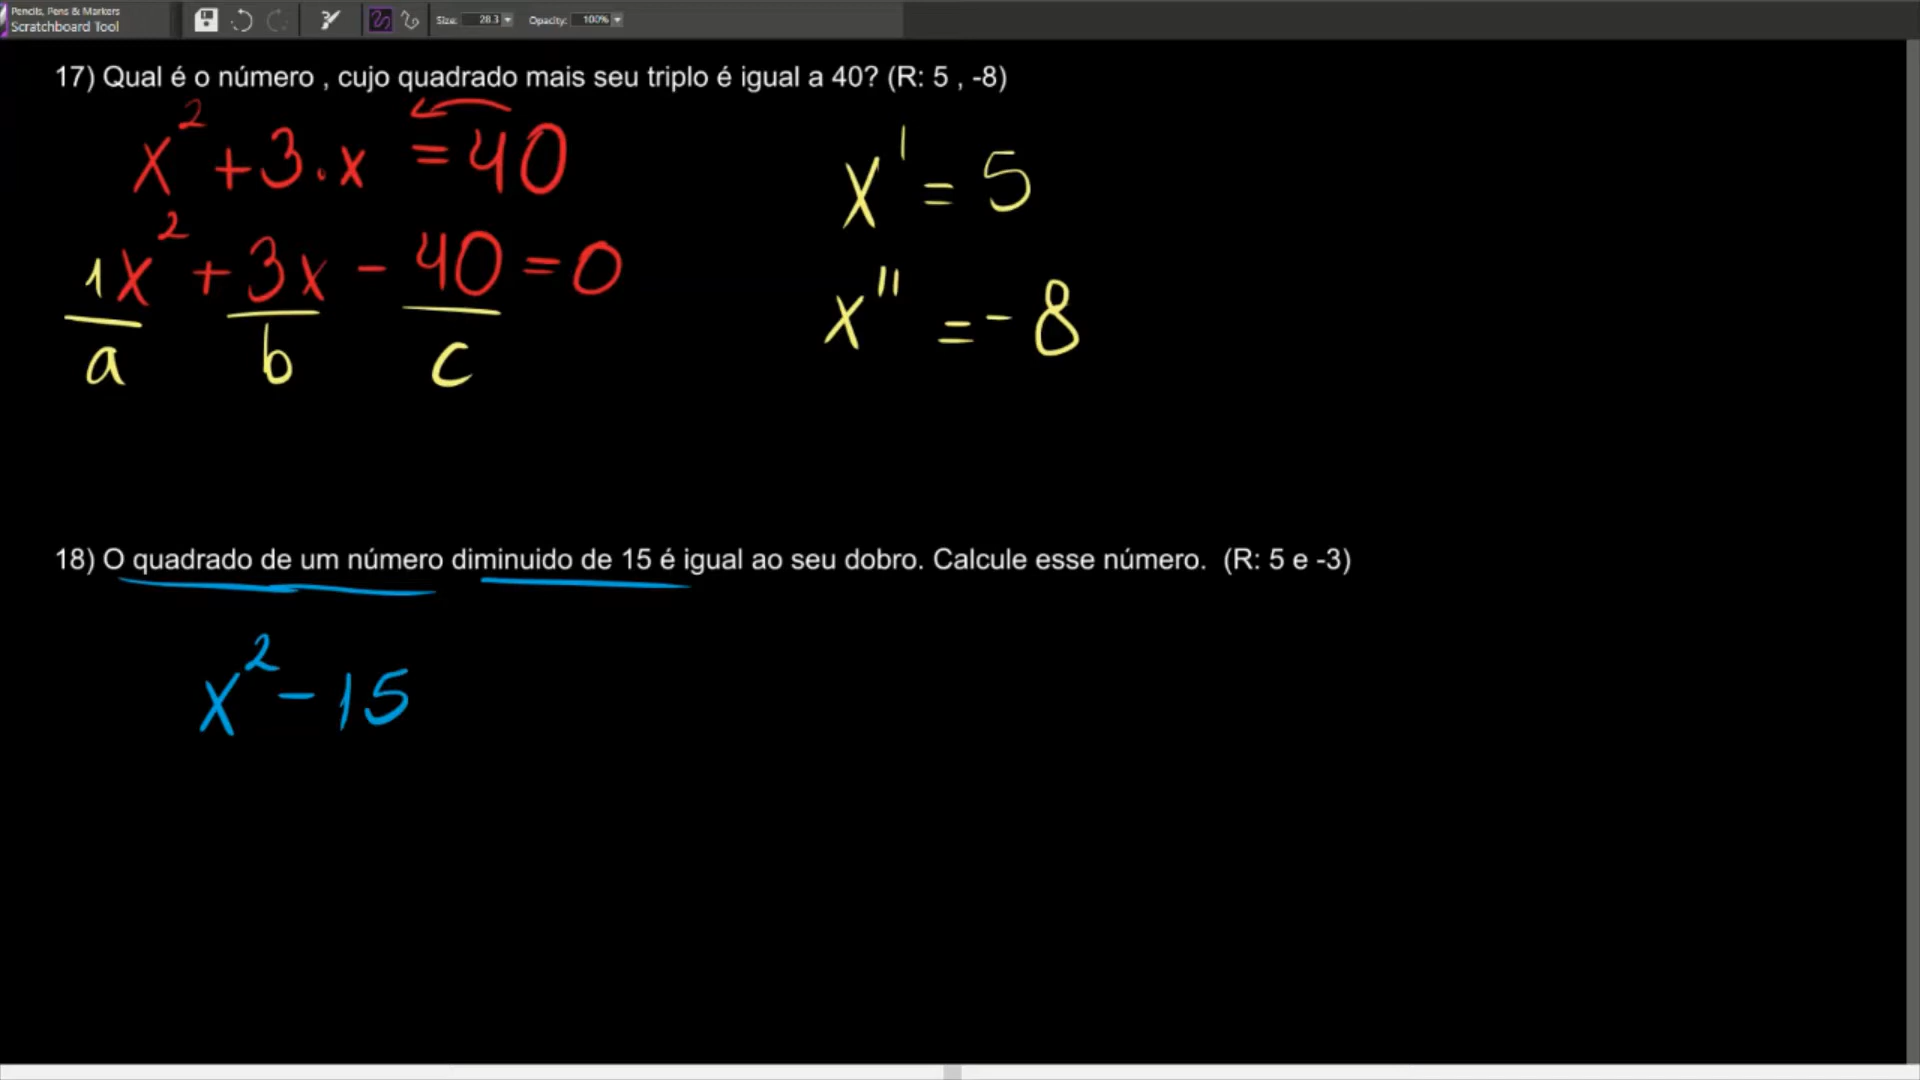 Pencils, Pens & Markers
Scratchboard Tool
Size: 28.3 Opacity: 100%
17) Qual é o número , cujo quadrado mais seu triplo é igual a 40? (R: 5 , -8)
x² + 3 . x = 40
1x² + 3x - 40 = 0
a b c
x' = 5
x'' = - 8
18) O quadrado de um número diminuido de 15 é igual ao seu dobro. Calcule esse número. (R: 5 e -3)
x² - 15